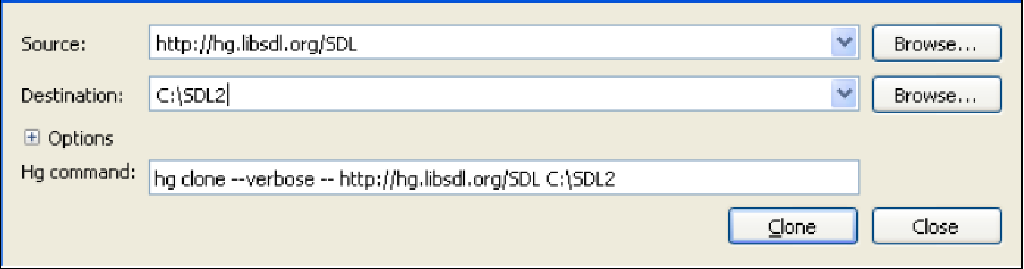 Source: http://hg.libsdl.org/SDL Browse...
Destination: C:\SDL2 Browse...
Options
Hg command: hg clone --verbose -- http://hg.libsdl.org/SDL C:\SDL2
Clone Close